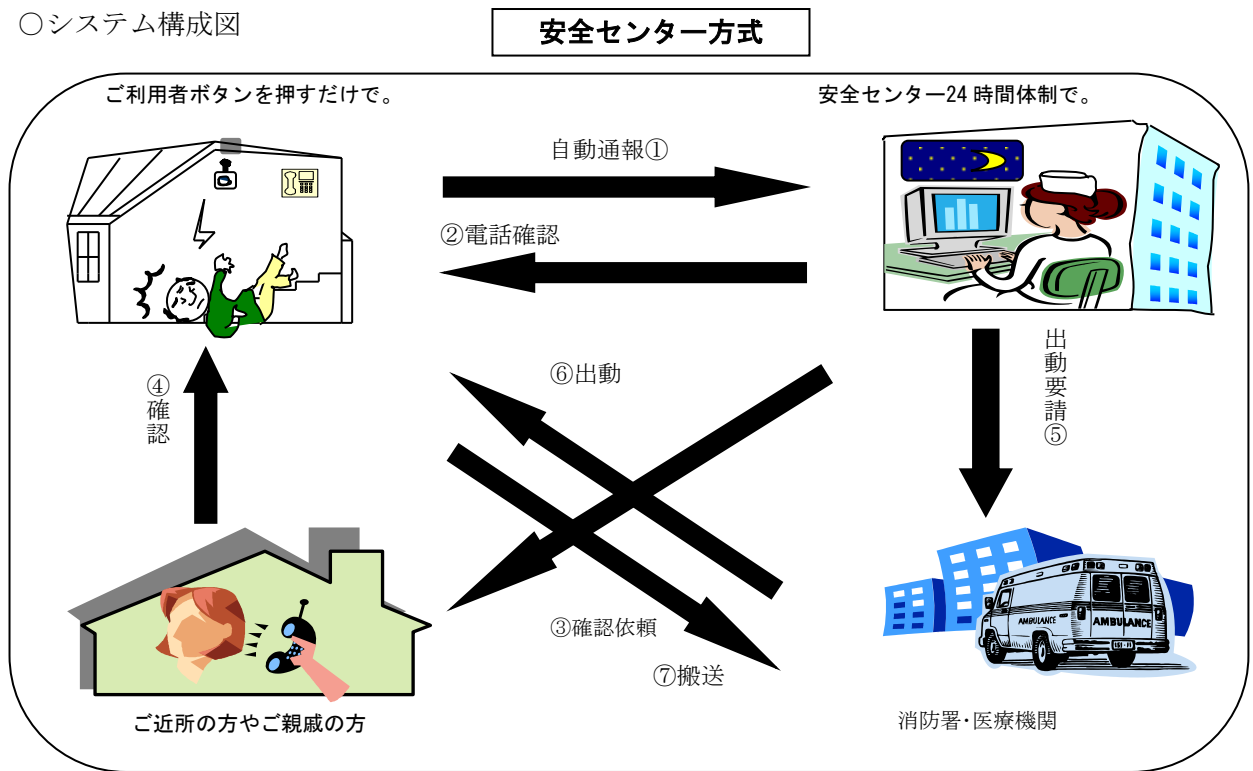 ○システム構成図
安全センター方式
ご利用者ボタンを押すだけで。
安全センター24時間体制で。
自動通報①
②電話確認
④確認
⑥出動
出動要請⑤
③確認依頼
⑦搬送
AMBULANCE
AMBULANCE
ご近所の方やご親戚の方
消防署・医療機関